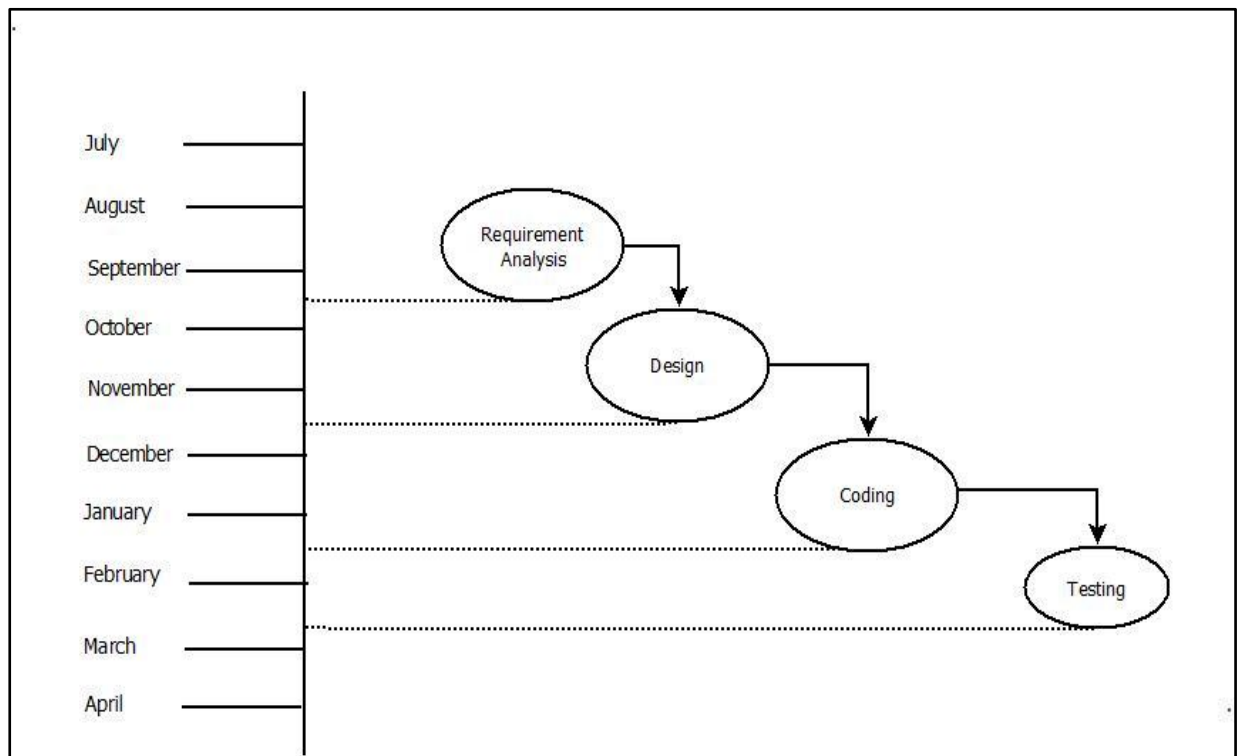 July
August
September
October
November
December
January
February
March
April
Requirement
Analysis
Design
Coding
Testing